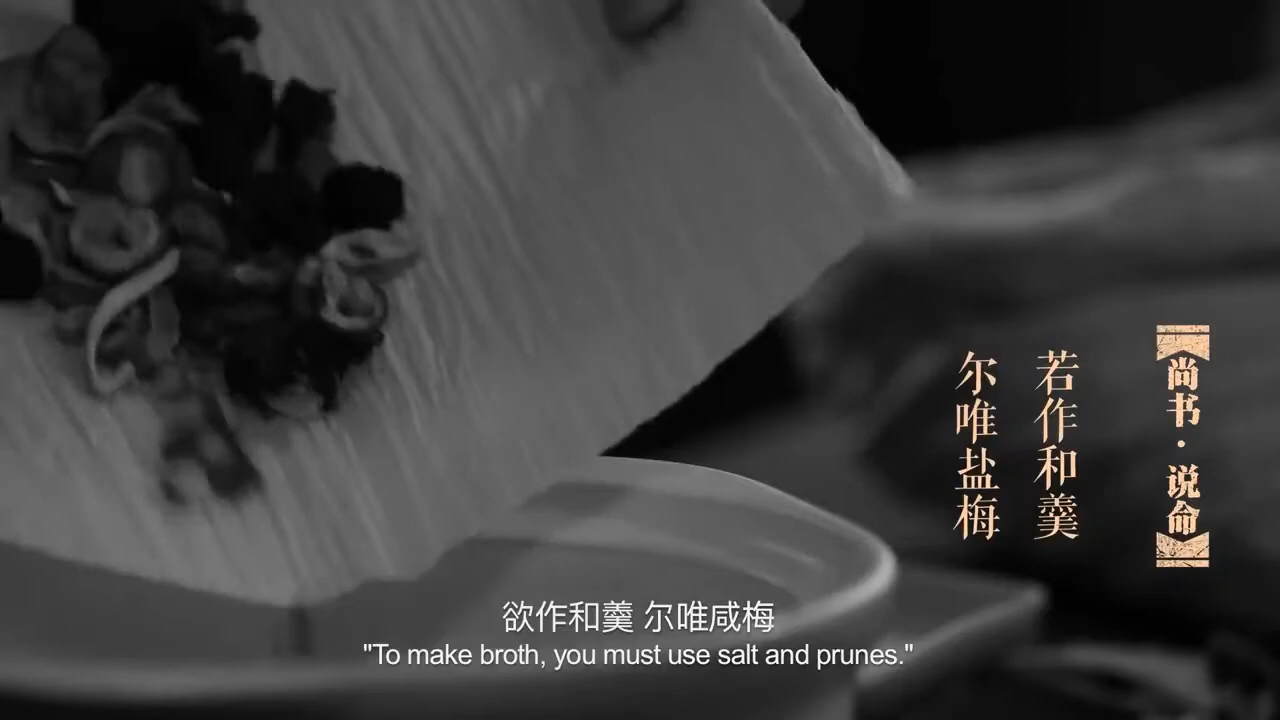 尚书·说命
若作和羹
尔唯盐梅
欲作和羹 尔唯咸梅
"To make broth, you must use salt and prunes."